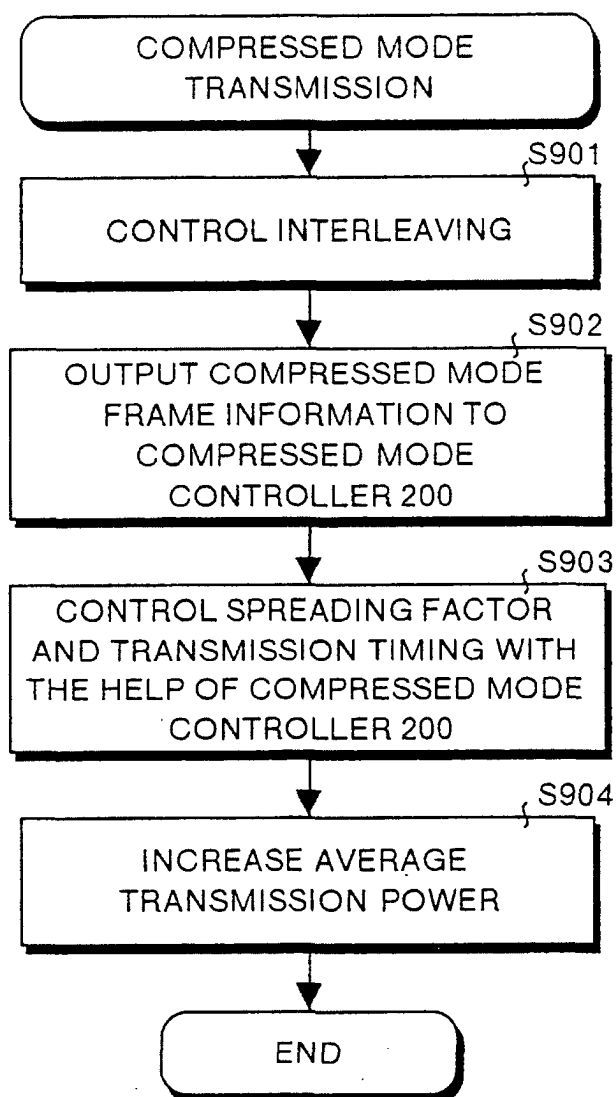 COMPRESSED MODE
TRANSMISSION
S901
CONTROL INTERLEAVING
S902
OUTPUT COMPRESSED MODE
FRAME INFORMATION TO
COMPRESSED MODE
CONTROLLER 200
S903
CONTROL SPREADING FACTOR
AND TRANSMISSION TIMING WITH
THE HELP OF COMPRESSED MODE
CONTROLLER 200
S904
INCREASE AVERAGE
TRANSMISSION POWER
END